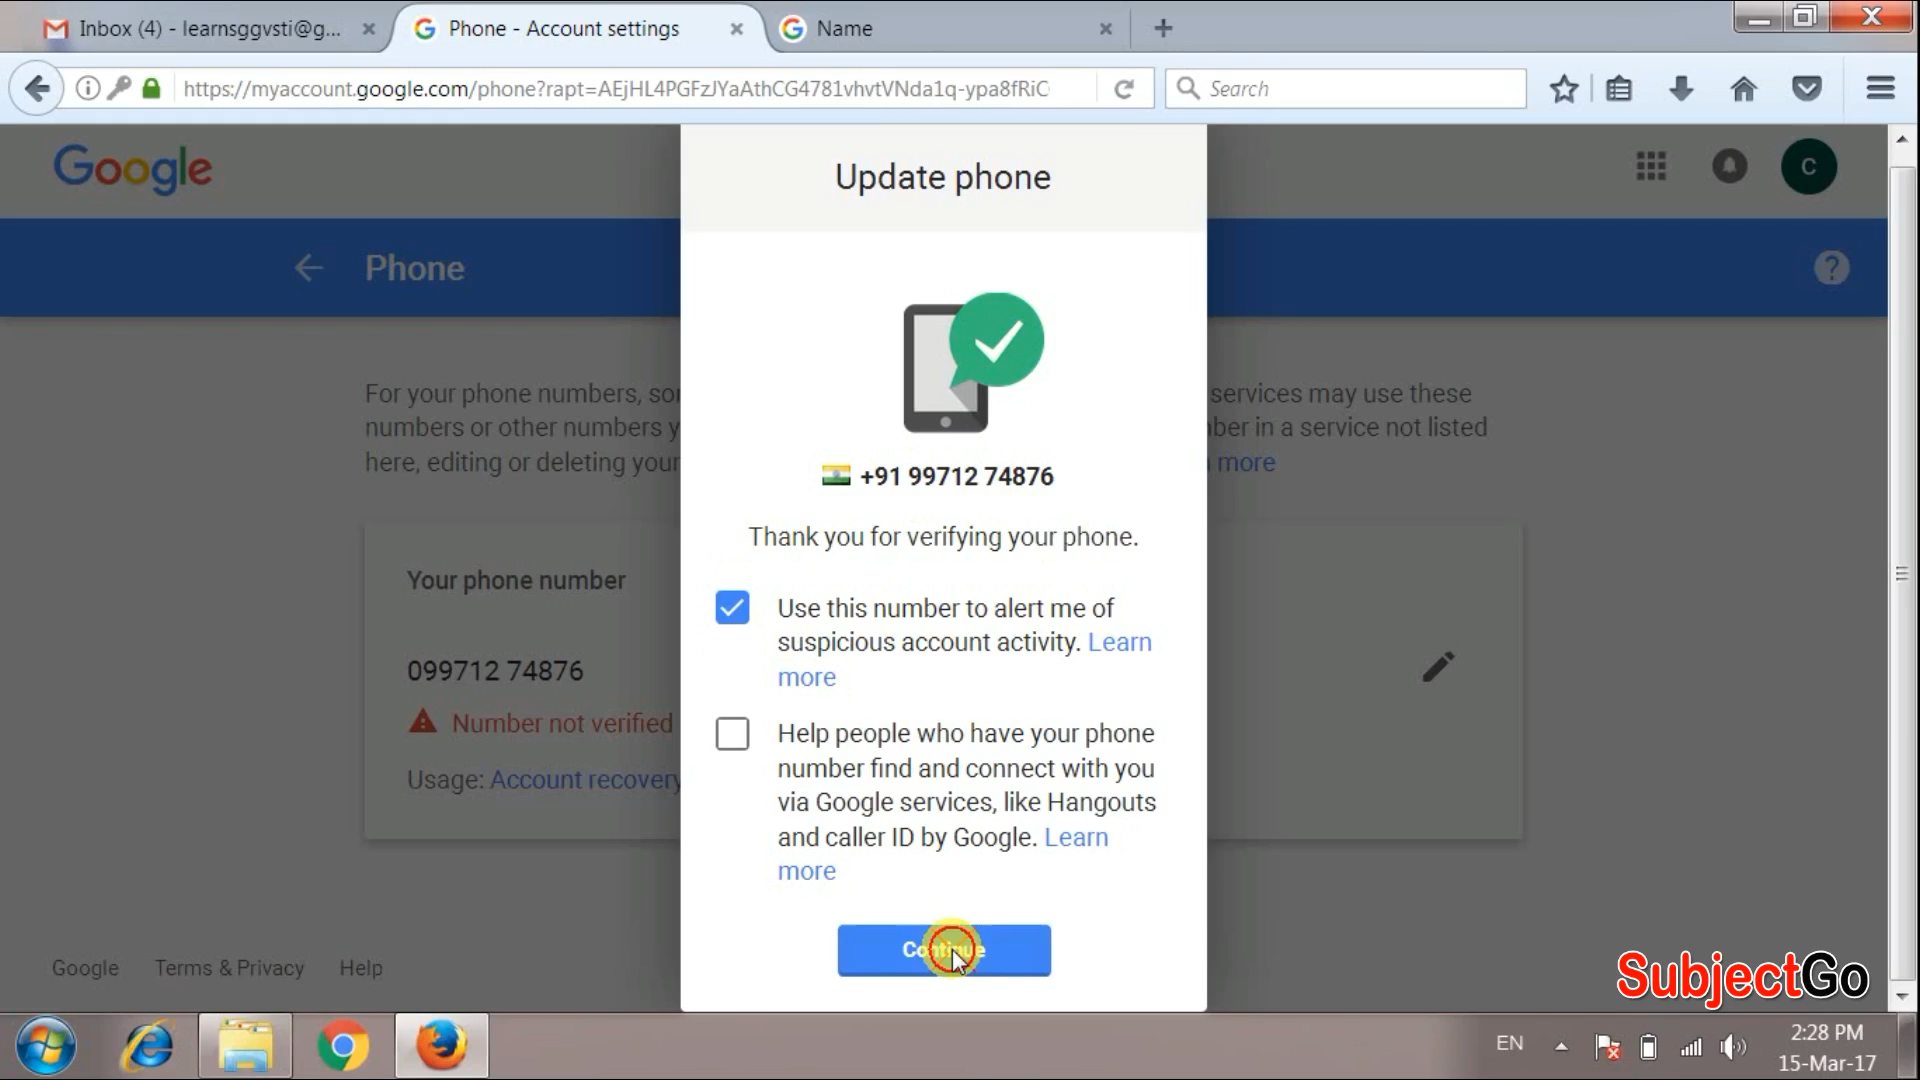 Inbox (4) - learnsggvsti@g...
Phone - Account settings
Name
https://myaccount.google.com/phone?rapt=AEjHL4PGFzJYaAthCG4781vhvtVNda1q-ypa8fRiC
Search
Google
C
Phone
Update phone
For your phone numbers, so
services may use these
numbers or other numbers y
ber in a service not listed
here, editing or deleting your
more
+91 99712 74876
Thank you for verifying your phone.
Your phone number
099712 74876
Number not verified
Usage: Account recovery
Use this number to alert me of
suspicious account activity. Learn
more
Help people who have your phone
number find and connect with you
via Google services, like Hangouts
and caller ID by Google. Learn
more
Continue
Google
Terms & Privacy
Help
SubjectGo
EN
2:28 PM
15-Mar-17